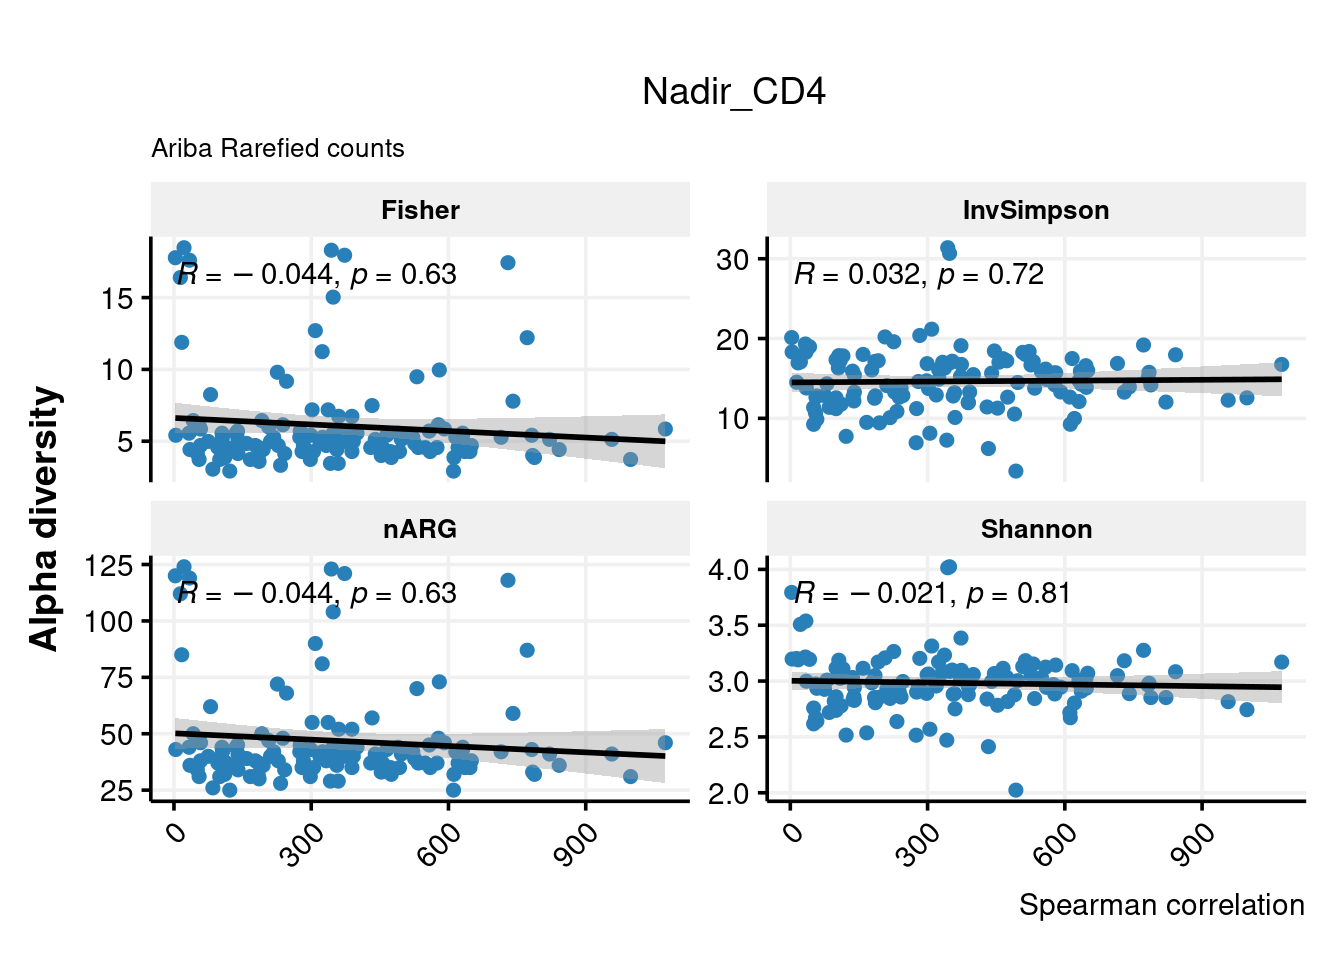 Nadir_CD4
Ariba Rarefied counts
Alpha diversity
Fisher
R = − 0.044, p = 0.63
15
10
5
InvSimpson
R = 0.032, p = 0.72
30
20
10
nARG
R = − 0.044, p = 0.63
125
100
75
50
25
0
300
600
900
Shannon
R = − 0.021, p = 0.81
4.0
3.5
3.0
2.5
2.0
0
300
600
900
Spearman correlation